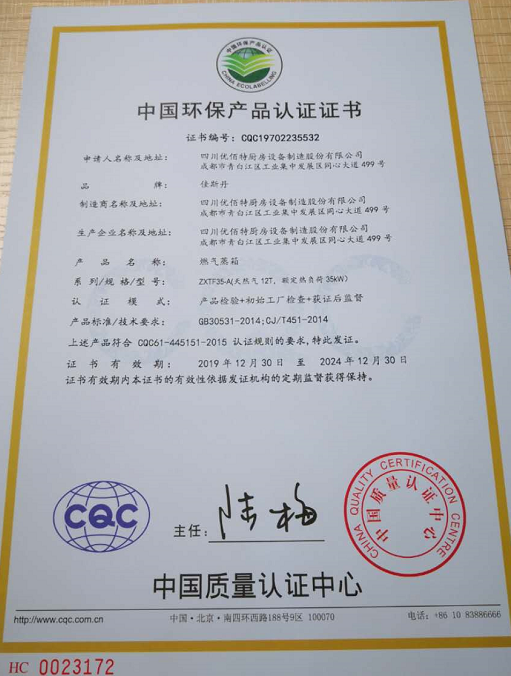 中国环保产品认证
CHINA ECOLABELLING
中国环保产品认证证书
证书编号：CQC19702235532
申请人名称及地址： 四川优佰特厨房设备制造股份有限公司
成都市青白江区工业集中发展区同心大道 499 号
品 牌： 佳斯丹
制造商名称及地址： 四川优佰特厨房设备制造股份有限公司
成都市青白江区工业集中发展区同心大道 499 号
生产企业名称及地址： 四川优佰特厨房设备制造股份有限公司
成都市青白江区工业集中发展区同心大道 499 号
产 品 名 称： 燃气蒸箱
系 列/规 格/型 号： ZXTF35-A(天然气 12T，额定热负荷 35kW)
认 证 模 式： 产品检验+初始工厂检查+获证后监督
产品标准/技术要求： GB30531-2014;CJ/T451-2014
上述产品符合 CQC61-445151-2015 认证规则的要求,特此发证。
证 书 有 效 期： 2019 年 12 月 30 日 至 2024 年 12 月 30 日
证书有效期内本证书的有效性依据发证机构的定期监督获得保持。
CQC
主任： 陆梅
CHINA QUALITY CERTIFICATION CENTRE
中国质量认证中心
中国质量认证中心
http://www.cqc.com.cn 中国·北京·南四环西路188号9区 100070 电话：+86 10 83886666
HC 0023172